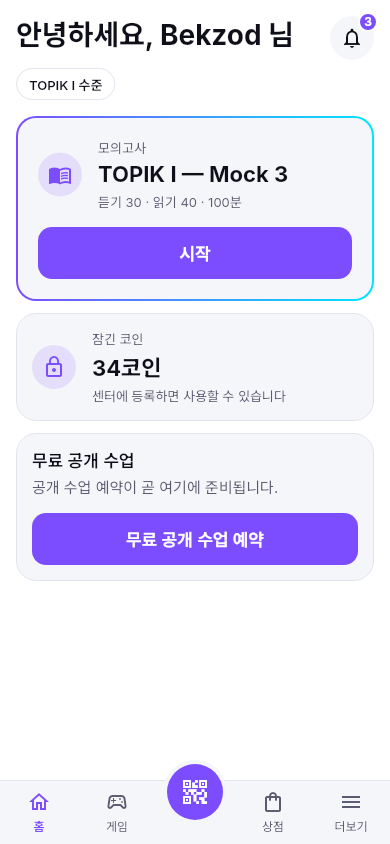 안녕하세요, Bekzod 님
3
TOPIK I 수준
모의고사
TOPIK I — Mock 3
듣기 30 · 읽기 40 · 100분
시작
잠긴 코인
34코인
센터에 등록하면 사용할 수 있습니다
무료 공개 수업
공개 수업 예약이 곧 여기에 준비됩니다.
무료 공개 수업 예약
홈
게임
상점
더보기